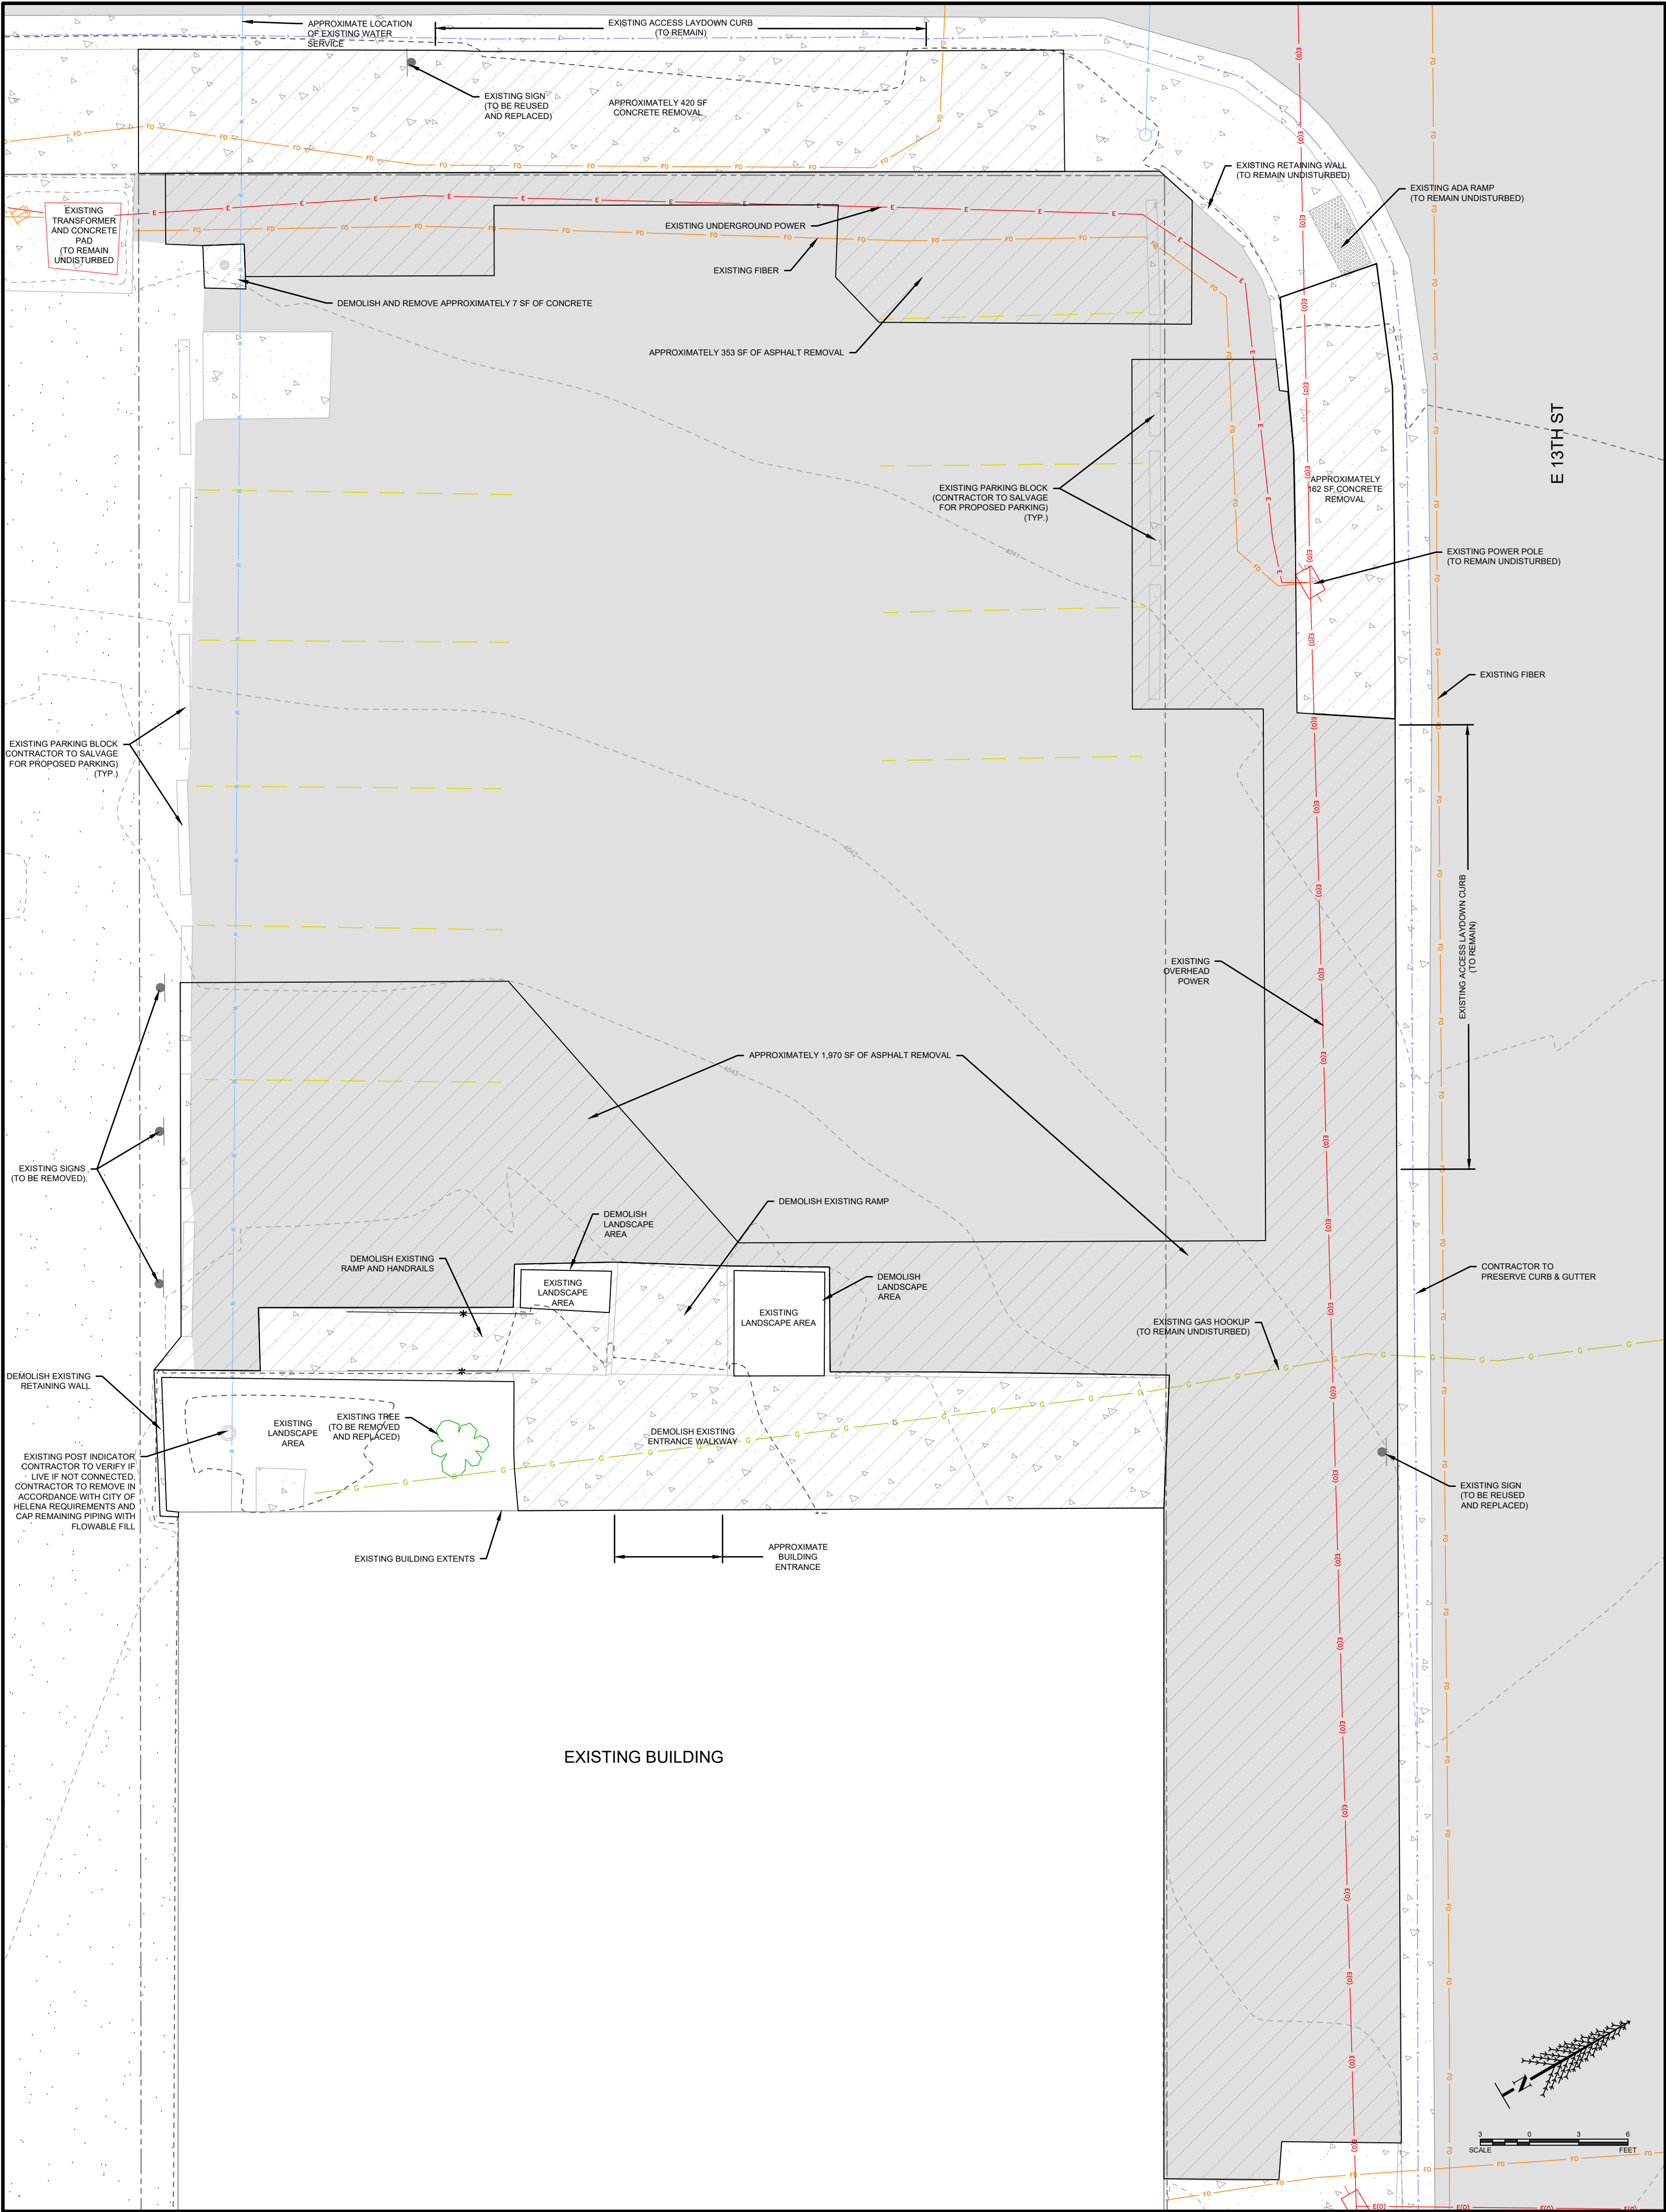 APPROXIMATE LOCATION
OF EXISTING WATER
SERVICE
EXISTING ACCESS LAYDOWN CURB
(TO REMAIN)
EXISTING SIGN
(TO BE REUSED
AND REPLACED)
APPROXIMATELY 420 SF
CONCRETE REMOVAL
EXISTING RETAINING WALL
(TO REMAIN UNDISTURBED)
EXISTING ADA RAMP
(TO REMAIN UNDISTURBED)
EXISTING
TRANSFORMER
AND CONCRETE
PAD
(TO REMAIN
UNDISTURBED
EXISTING UNDERGROUND POWER
EXISTING FIBER
DEMOLISH AND REMOVE APPROXIMATELY 7 SF OF CONCRETE
APPROXIMATELY 353 SF OF ASPHALT REMOVAL
E 13TH ST
EXISTING PARKING BLOCK
(CONTRACTOR TO SALVAGE
FOR PROPOSED PARKING)
(TYP.)
APPROXIMATELY
162 SF CONCRETE
REMOVAL
4041
EXISTING POWER POLE
(TO REMAIN UNDISTURBED)
EXISTING FIBER
EXISTING PARKING BLOCK
CONTRACTOR TO SALVAGE
FOR PROPOSED PARKING)
(TYP.)
4042
EXISTING ACCESS LAYDOWN CURB
(TO REMAIN)
EXISTING
OVERHEAD
POWER
APPROXIMATELY 1,970 SF OF ASPHALT REMOVAL
4043
EXISTING SIGNS
(TO BE REMOVED)
DEMOLISH EXISTING RAMP
DEMOLISH
LANDSCAPE
AREA
DEMOLISH EXISTING
RAMP AND HANDRAILS
EXISTING
LANDSCAPE
AREA
DEMOLISH
LANDSCAPE
AREA
EXISTING
LANDSCAPE AREA
CONTRACTOR TO
PRESERVE CURB & GUTTER
EXISTING GAS HOOKUP
(TO REMAIN UNDISTURBED)
DEMOLISH EXISTING
RETAINING WALL
EXISTING
LANDSCAPE
AREA
EXISTING TREE
(TO BE REMOVED
AND REPLACED)
DEMOLISH EXISTING
ENTRANCE WALKWAY
EXISTING POST INDICATOR
CONTRACTOR TO VERIFY IF
LIVE IF NOT CONNECTED,
CONTRACTOR TO REMOVE IN
ACCORDANCE WITH CITY OF
HELENA REQUIREMENTS AND
CAP REMAINING PIPING WITH
FLOWABLE FILL
EXISTING SIGN
(TO BE REUSED
AND REPLACED)
EXISTING BUILDING EXTENTS
APPROXIMATE
BUILDING
ENTRANCE
EXISTING BUILDING
N
3 0 3 6
SCALE FEET